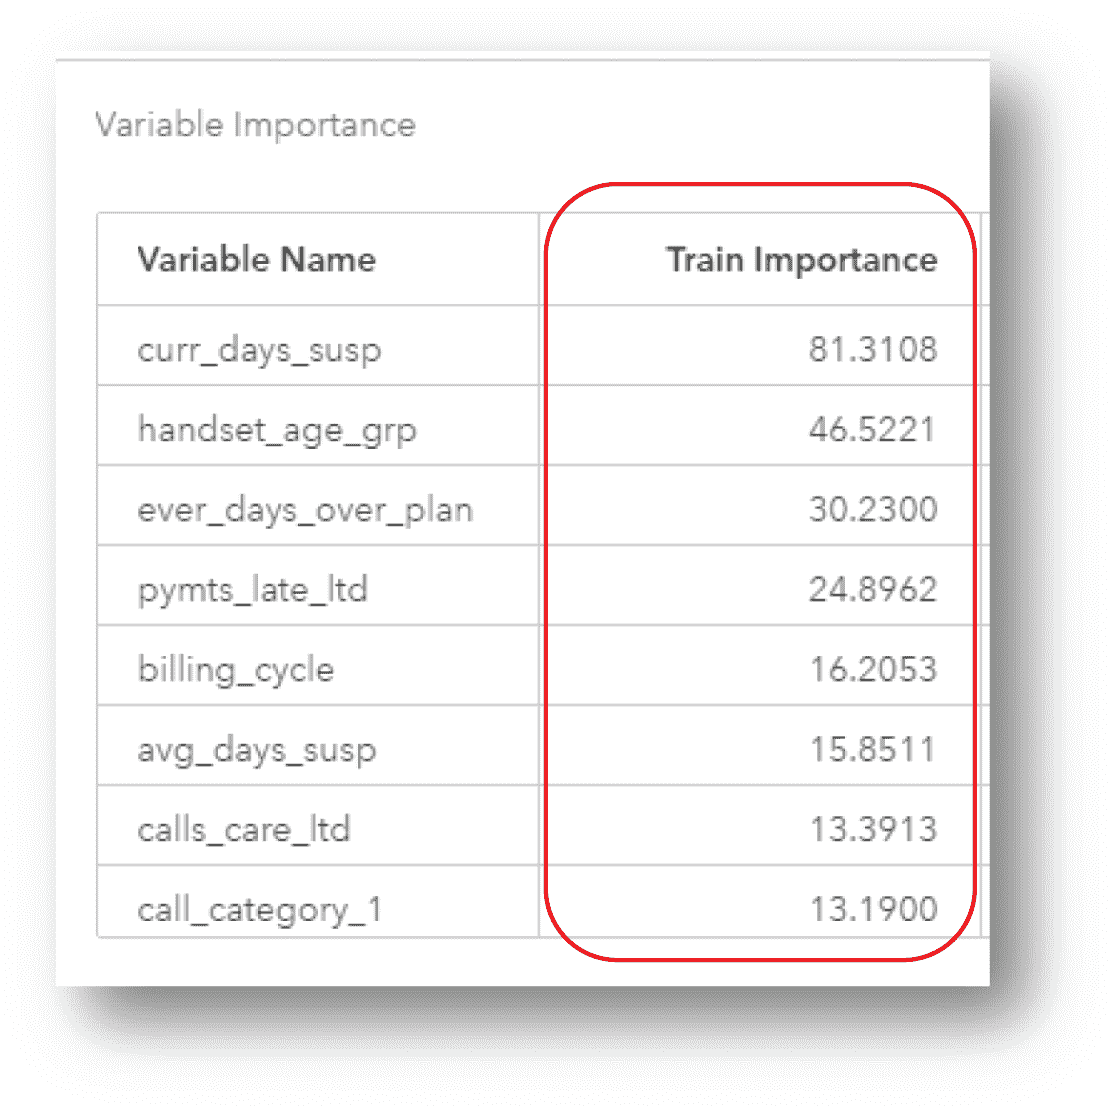 Variable Importance
Variable Name Train Importance
curr_days_susp 81.3108
handset_age_grp 46.5221
ever_days_over_plan 30.2300
pymts_late_ltd 24.8962
billing_cycle 16.2053
avg_days_susp 15.8511
calls_care_ltd 13.3913
call_category_1 13.1900